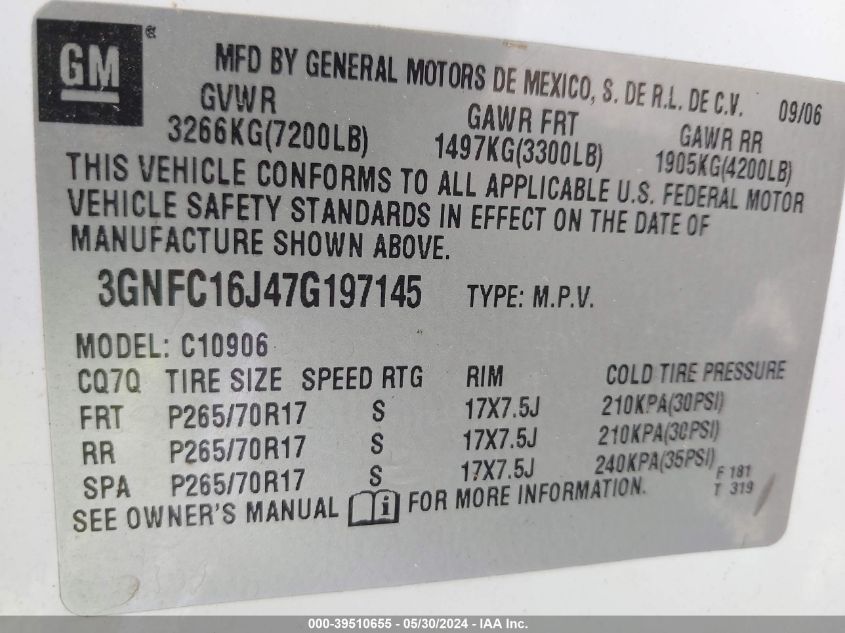 GM
MFD BY GENERAL MOTORS DE MEXICO, S. DE R.L. DE C.V. 09/06
GVWR GAWR FRT GAWR RR
3266KG(7200LB) 1497KG(3300LB) 1905KG(4200LB)
THIS VEHICLE CONFORMS TO ALL APPLICABLE U.S. FEDERAL MOTOR
VEHICLE SAFETY STANDARDS IN EFFECT ON THE DATE OF
MANUFACTURE SHOWN ABOVE.
3GNFC16J47G197145 TYPE: M.P.V.
MODEL: C10906
CQ7Q TIRE SIZE SPEED RTG RIM COLD TIRE PRESSURE
FRT P265/70R17 S 17X7.5J 210KPA(30PSI)
RR P265/70R17 S 17X7.5J 210KPA(30PSI)
SPA P265/70R17 S 17X7.5J 240KPA(35PSI)
F 181
T 319
SEE OWNER'S MANUAL i FOR MORE INFORMATION.
000-39510655 - 05/30/2024 - IAA Inc.